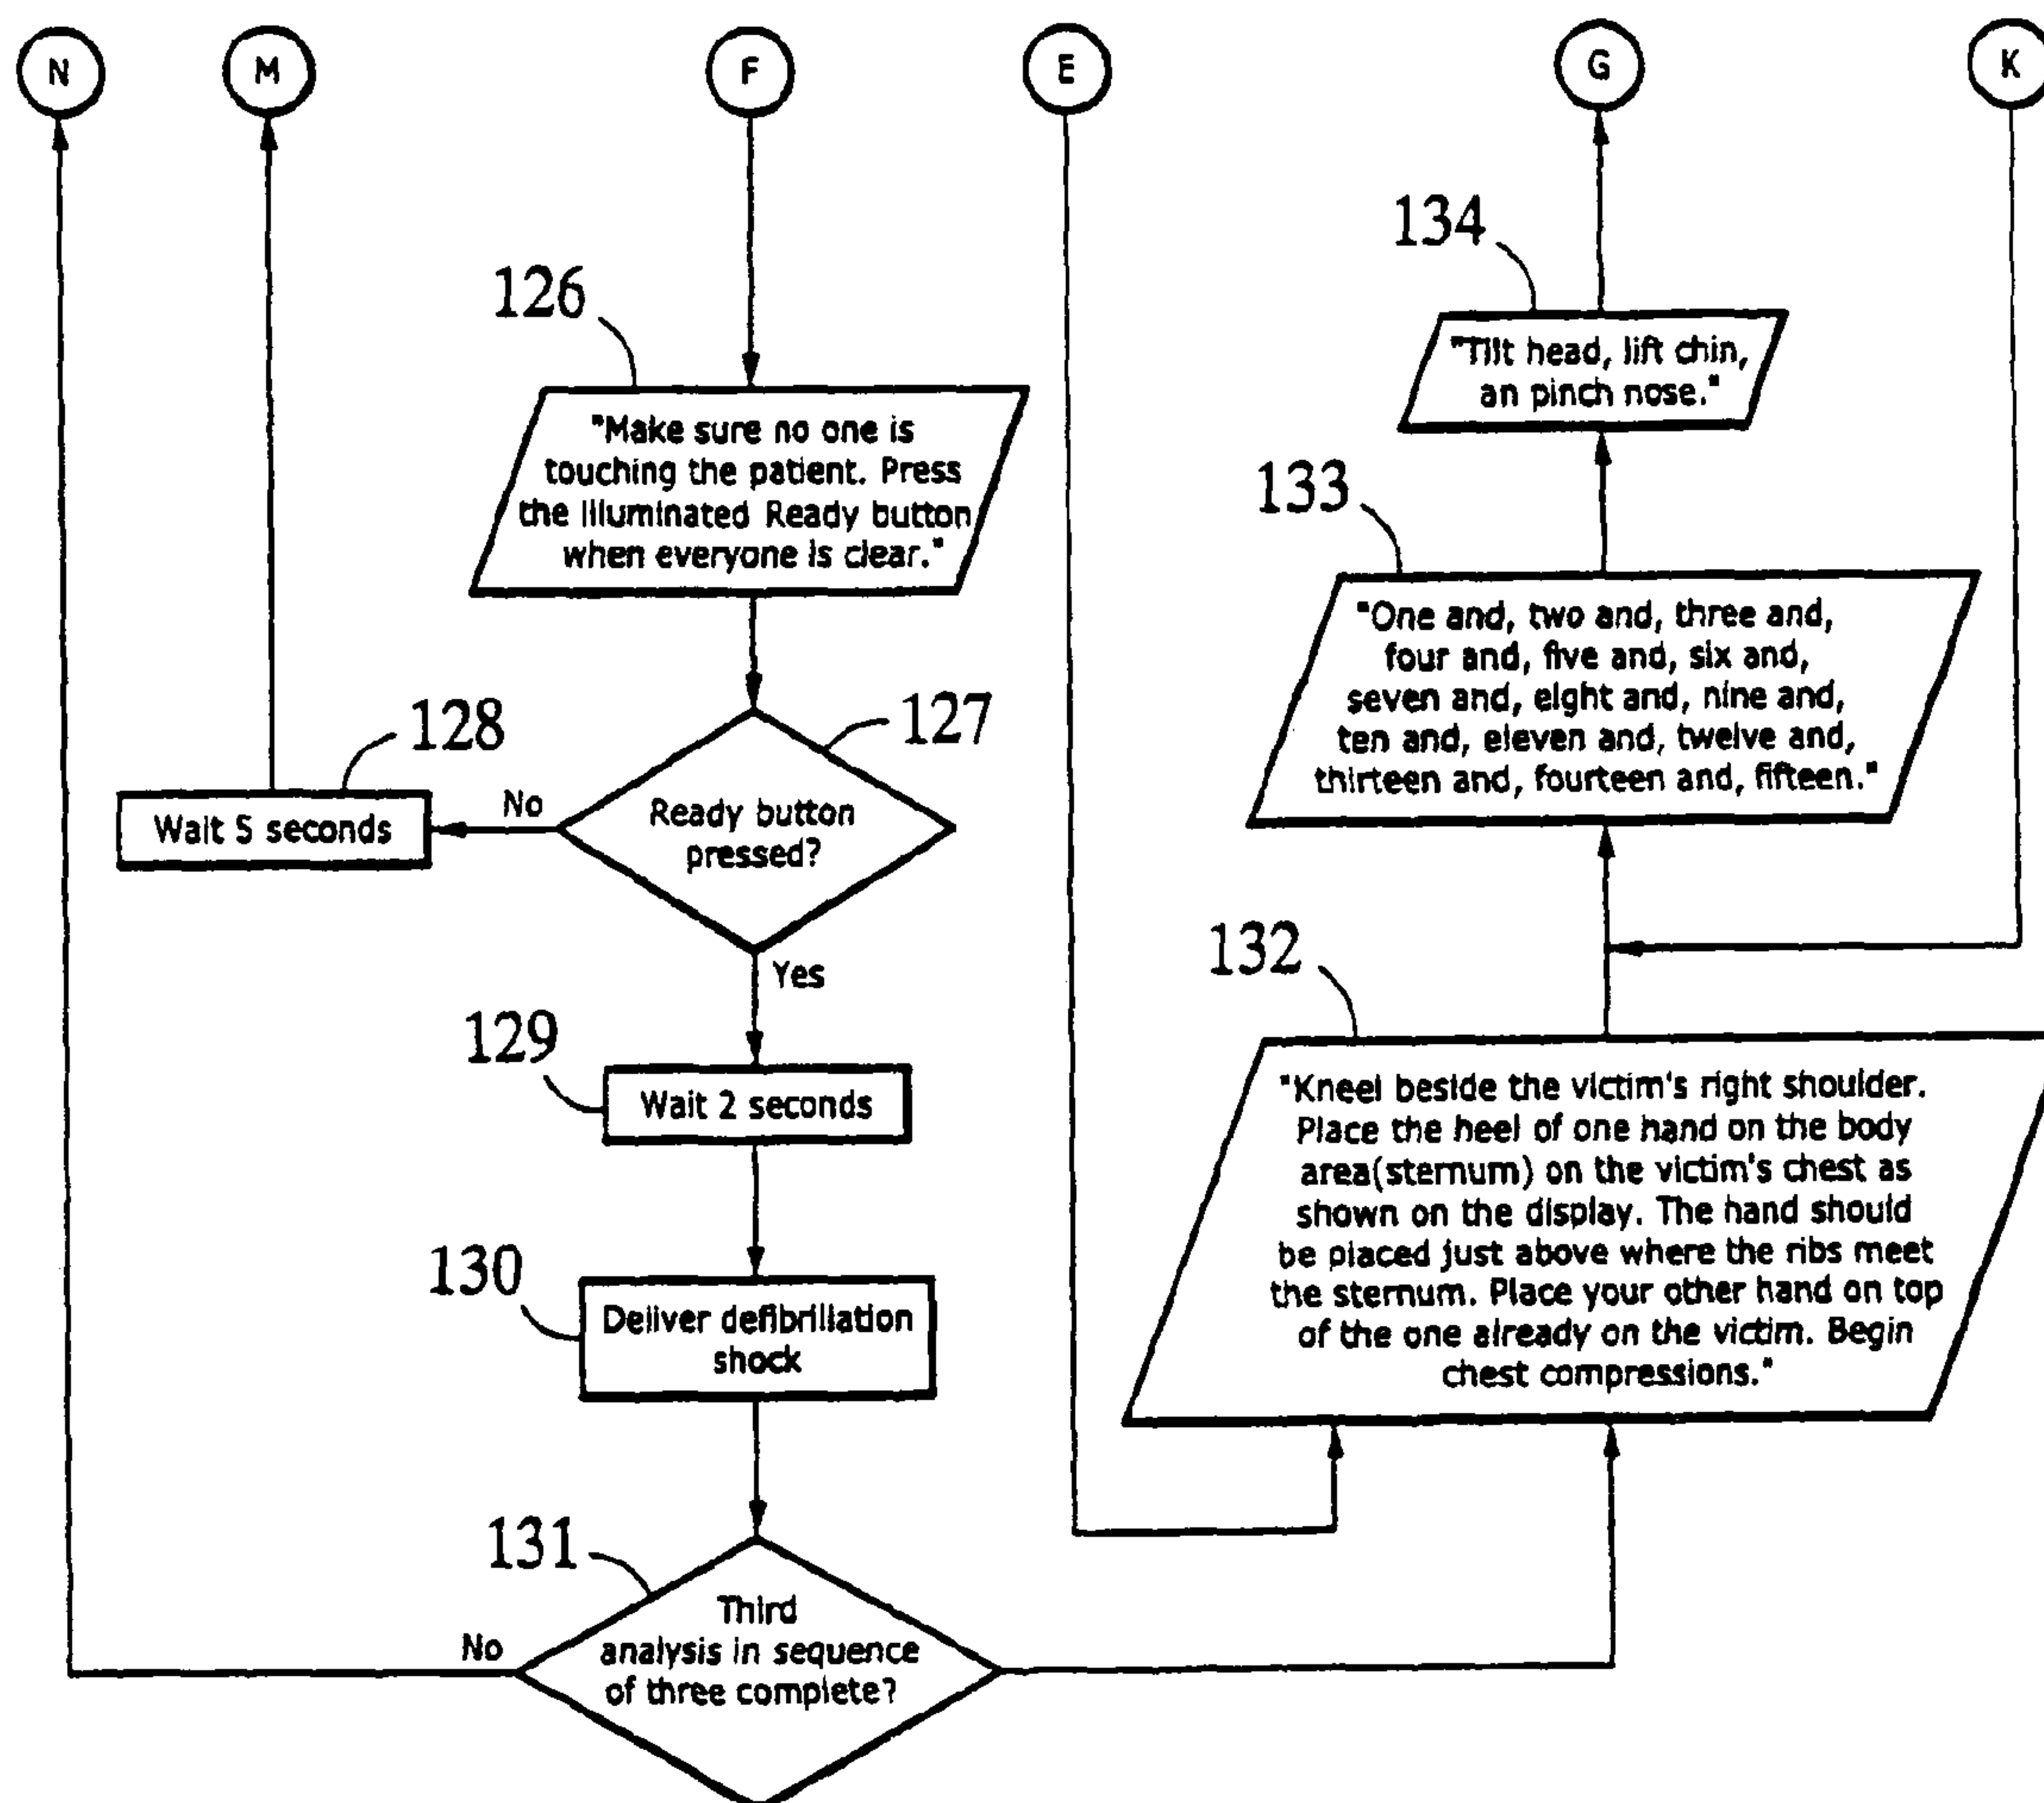 N
M
F
E
G
K
126
"Make sure no one is
touching the patient. Press
the illuminated Ready button
when everyone is clear."
127
Ready button
pressed?
No
128
Wait 5 seconds
Yes
129
Wait 2 seconds
130
Deliver defibrillation
shock
131
Third
analysis in sequence
of three complete?
No
134
"Tilt head, lift chin,
an pinch nose."
133
"One and, two and, three and,
four and, five and, six and,
seven and, eight and, nine and,
ten and, eleven and, twelve and,
thirteen and, fourteen and, fifteen."
132
"Kneel beside the victim's right shoulder.
Place the heel of one hand on the body
area(sternum) on the victim's chest as
shown on the display. The hand should
be placed just above where the ribs meet
the sternum. Place your other hand on top
of the one already on the victim. Begin
chest compressions."